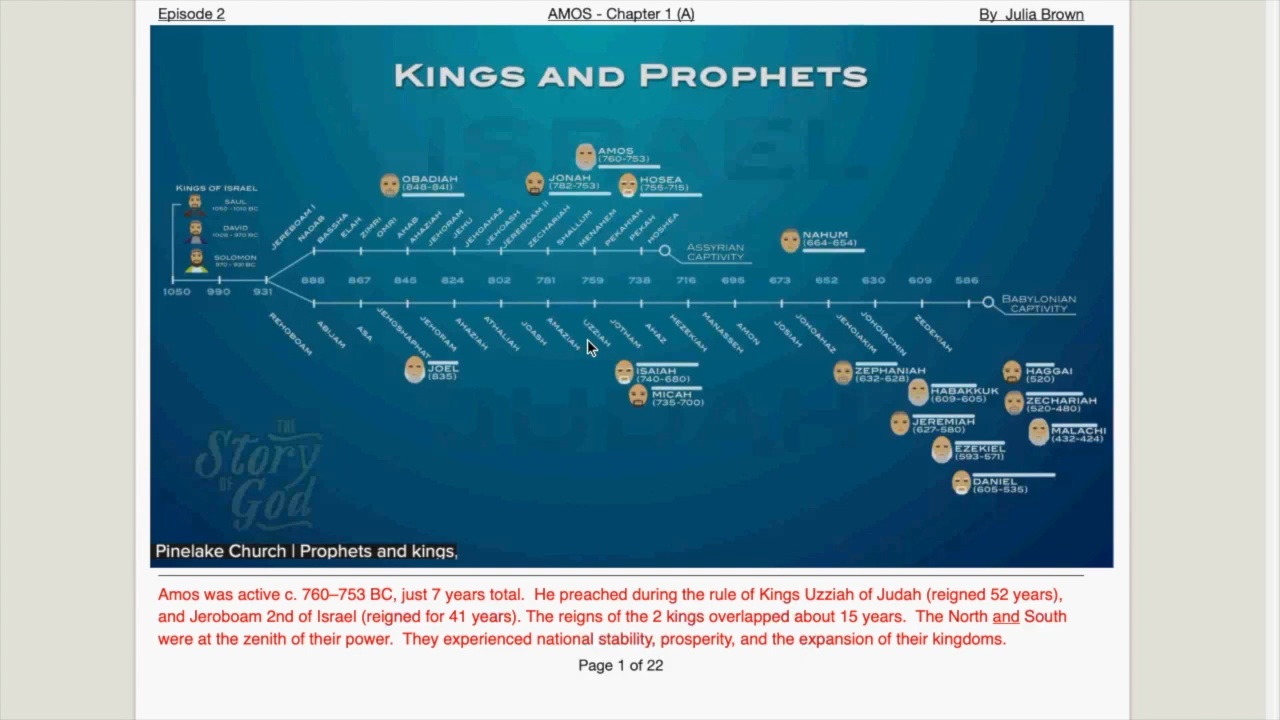 Episode 2
AMOS - Chapter 1 (A)
By Julia Brown
KINGS AND PROPHETS
ISRAEL
AMOS
(760-753)
OBADIAH
(848-841)
JONAH
(782-753)
HOSEA
(755-715)
KINGS OF ISRAEL
SAUL
DAVID
SOLOMON
JEREBOAM I
NADAB
BASSHA
ELAH
ZIMRI
OMRI
AHAB
AHAZIAH
JEHORAM
JEHU
JEHOAHAZ
JEHOASH
JEREBOAM II
ZECHARIAH
SHALLUM
MENAHEM
PEKAHIAH
PEKAH
HOSHEA
ASSYRIAN
CAPTIVITY
NAHUM
(664-654)
1050 990 931 888 867 845 824 802 781 759 738 716 695 673 652 630 609 586
BABYLONIAN
CAPTIVITY
REHOBOAM
ABIJAM
ASA
JEHOSHAPHAT
JEHORAM
AHAZIAH
ATHALIAH
JOASH
AMAZIAH
UZZIAH
JOTHAM
AHAZ
HEZEKIAH
MANASSEH
AMON
JOSIAH
JOHOAHAZ
JEHOIAKIM
JOHOIACHIN
ZEDEKIAH
JOEL
(835)
ISAIAH
(740-680)
MICAH
(735-700)
ZEPHANIAH
(632-628)
HABAKKUK
(609-605)
JEREMIAH
(627-580)
EZEKIEL
(593-571)
DANIEL
(605-535)
HAGGAI
(520)
ZECHARIAH
(520-480)
MALACHI
(432-424)
JUDAH
THE
Story
OF
God
Pinelake Church | Prophets and kings,
Amos was active c. 760–753 BC, just 7 years total. He preached during the rule of Kings Uzziah of Judah (reigned 52 years),
and Jeroboam 2nd of Israel (reigned for 41 years). The reigns of the 2 kings overlapped about 15 years. The North and South
were at the zenith of their power. They experienced national stability, prosperity, and the expansion of their kingdoms.
Page 1 of 22